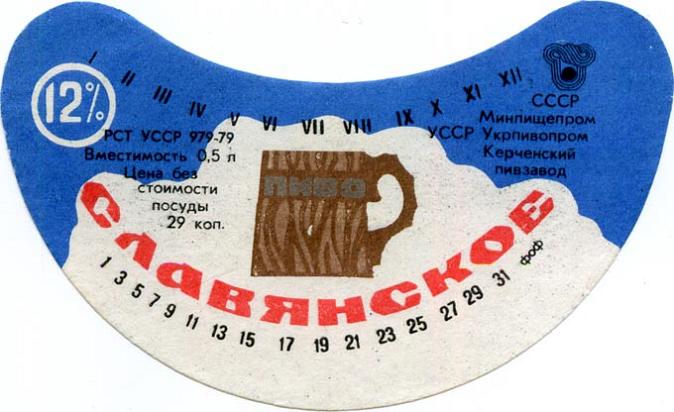 I II III IV V VI VII VIII IX X XI XII
12%
РСТ УССР 979-79
Вместимость 0,5 л
Цена без
стоимости
посуды
29 коп.
СССР
Минпищепром
УССР Укрпивопром
Керченский
пивзавод
ПИВО
СЛАВЯНСКОЕ
1 3 5 7 9 11 13 15 17 19 21 23 25 27 29 31 фоф